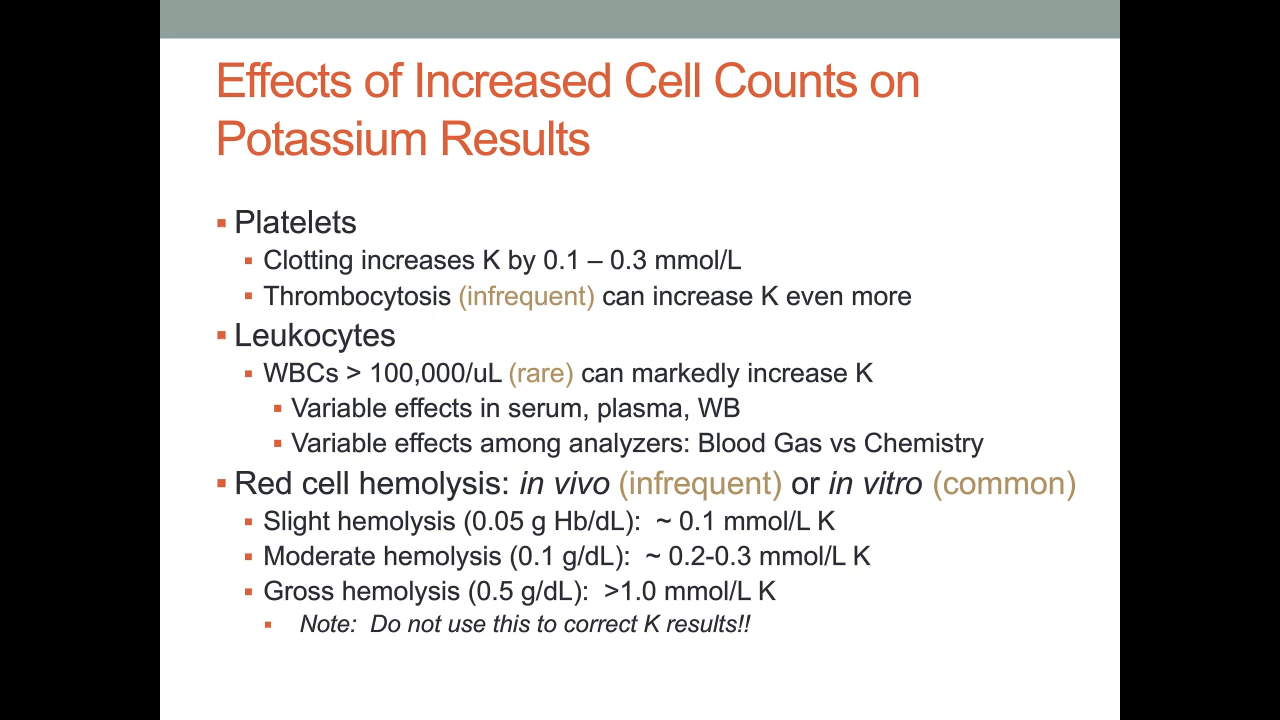 Effects of Increased Cell Counts on
Potassium Results
▪ Platelets
▪ Clotting increases K by 0.1 – 0.3 mmol/L
▪ Thrombocytosis (infrequent) can increase K even more
▪ Leukocytes
▪ WBCs > 100,000/uL (rare) can markedly increase K
▪ Variable effects in serum, plasma, WB
▪ Variable effects among analyzers: Blood Gas vs Chemistry
▪ Red cell hemolysis: in vivo (infrequent) or in vitro (common)
▪ Slight hemolysis (0.05 g Hb/dL): ~ 0.1 mmol/L K
▪ Moderate hemolysis (0.1 g/dL): ~ 0.2-0.3 mmol/L K
▪ Gross hemolysis (0.5 g/dL): >1.0 mmol/L K
▪ Note: Do not use this to correct K results!!